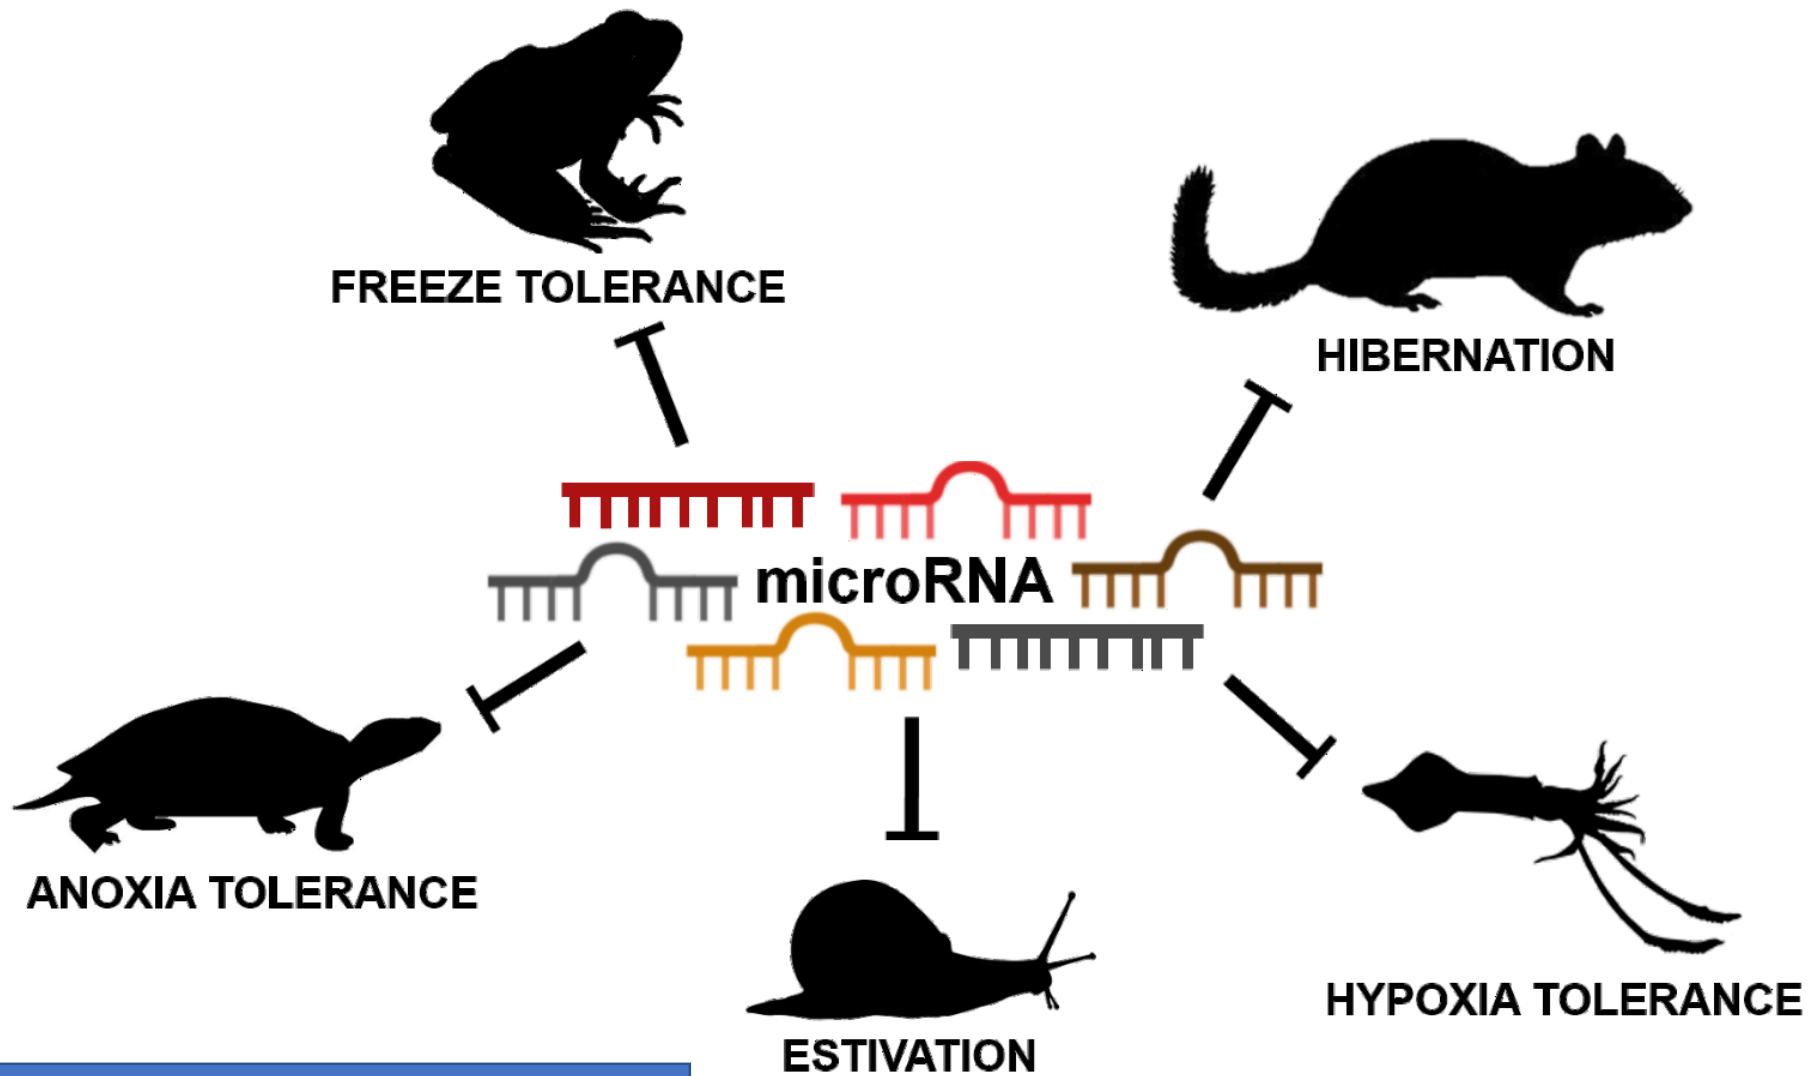 FREEZE TOLERANCE
HIBERNATION
microRNA
ANOXIA TOLERANCE
HYPOXIA TOLERANCE
ESTIVATION